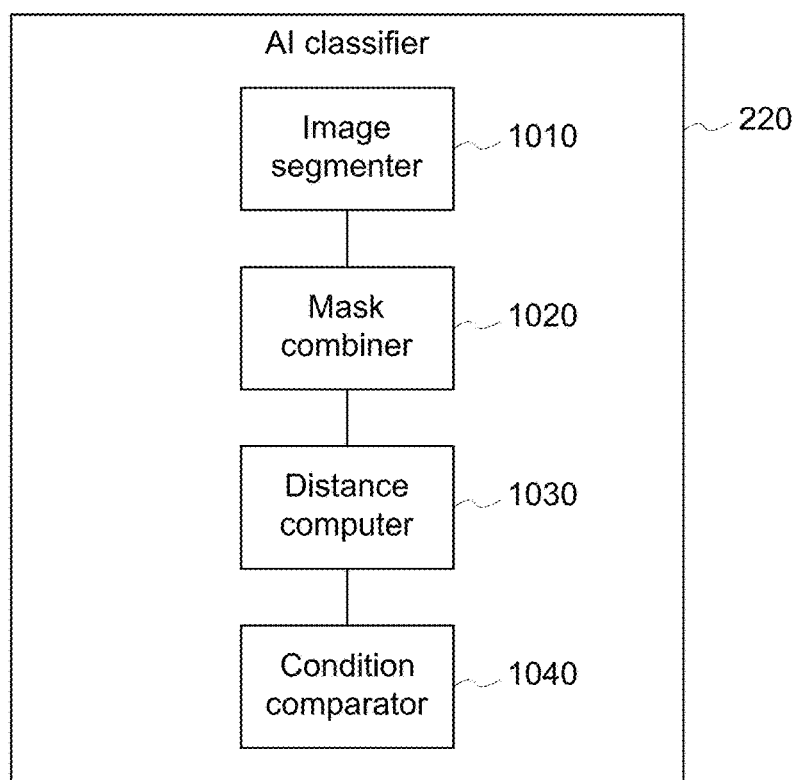 AI classifier
220
Image
segmenter
1010
Mask
combiner
1020
Distance
computer
1030
Condition
comparator
1040